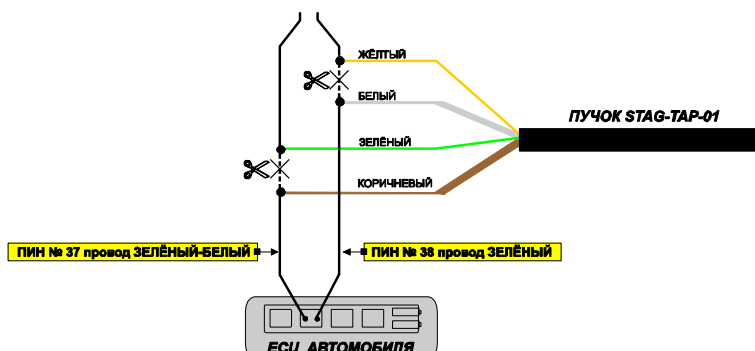 ЖЁЛТЫЙ
БЕЛЫЙ
ПУЧОК STAG-TAP-01
ЗЕЛЁНЫЙ
КОРИЧНЕВЫЙ
ПИН № 37 провод ЗЕЛЁНЫЙ-БЕЛЫЙ
ПИН № 38 провод ЗЕЛЁНЫЙ
ECU АВТОМОБИЛЯ